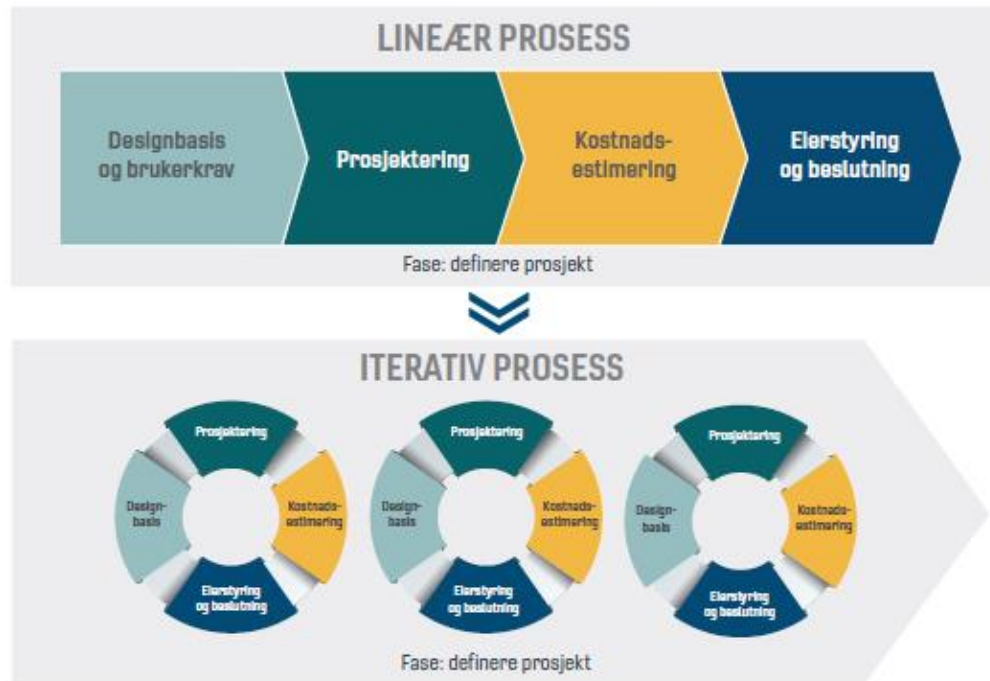 LINEÆR PROSESS
Designbasis
og brukerkrav
Prosjektering
Kostnads-
estimering
Eierstyring
og beslutning
Fase: definere prosjekt
ITERATIV PROSESS
Prosjektering
Design-
basis
Kostnads-
estimering
Eierstyring
og beslutning
Prosjektering
Design-
basis
Kostnads-
estimering
Eierstyring
og beslutning
Prosjektering
Design-
basis
Kostnads-
estimering
Eierstyring
og beslutning
Fase: definere prosjekt